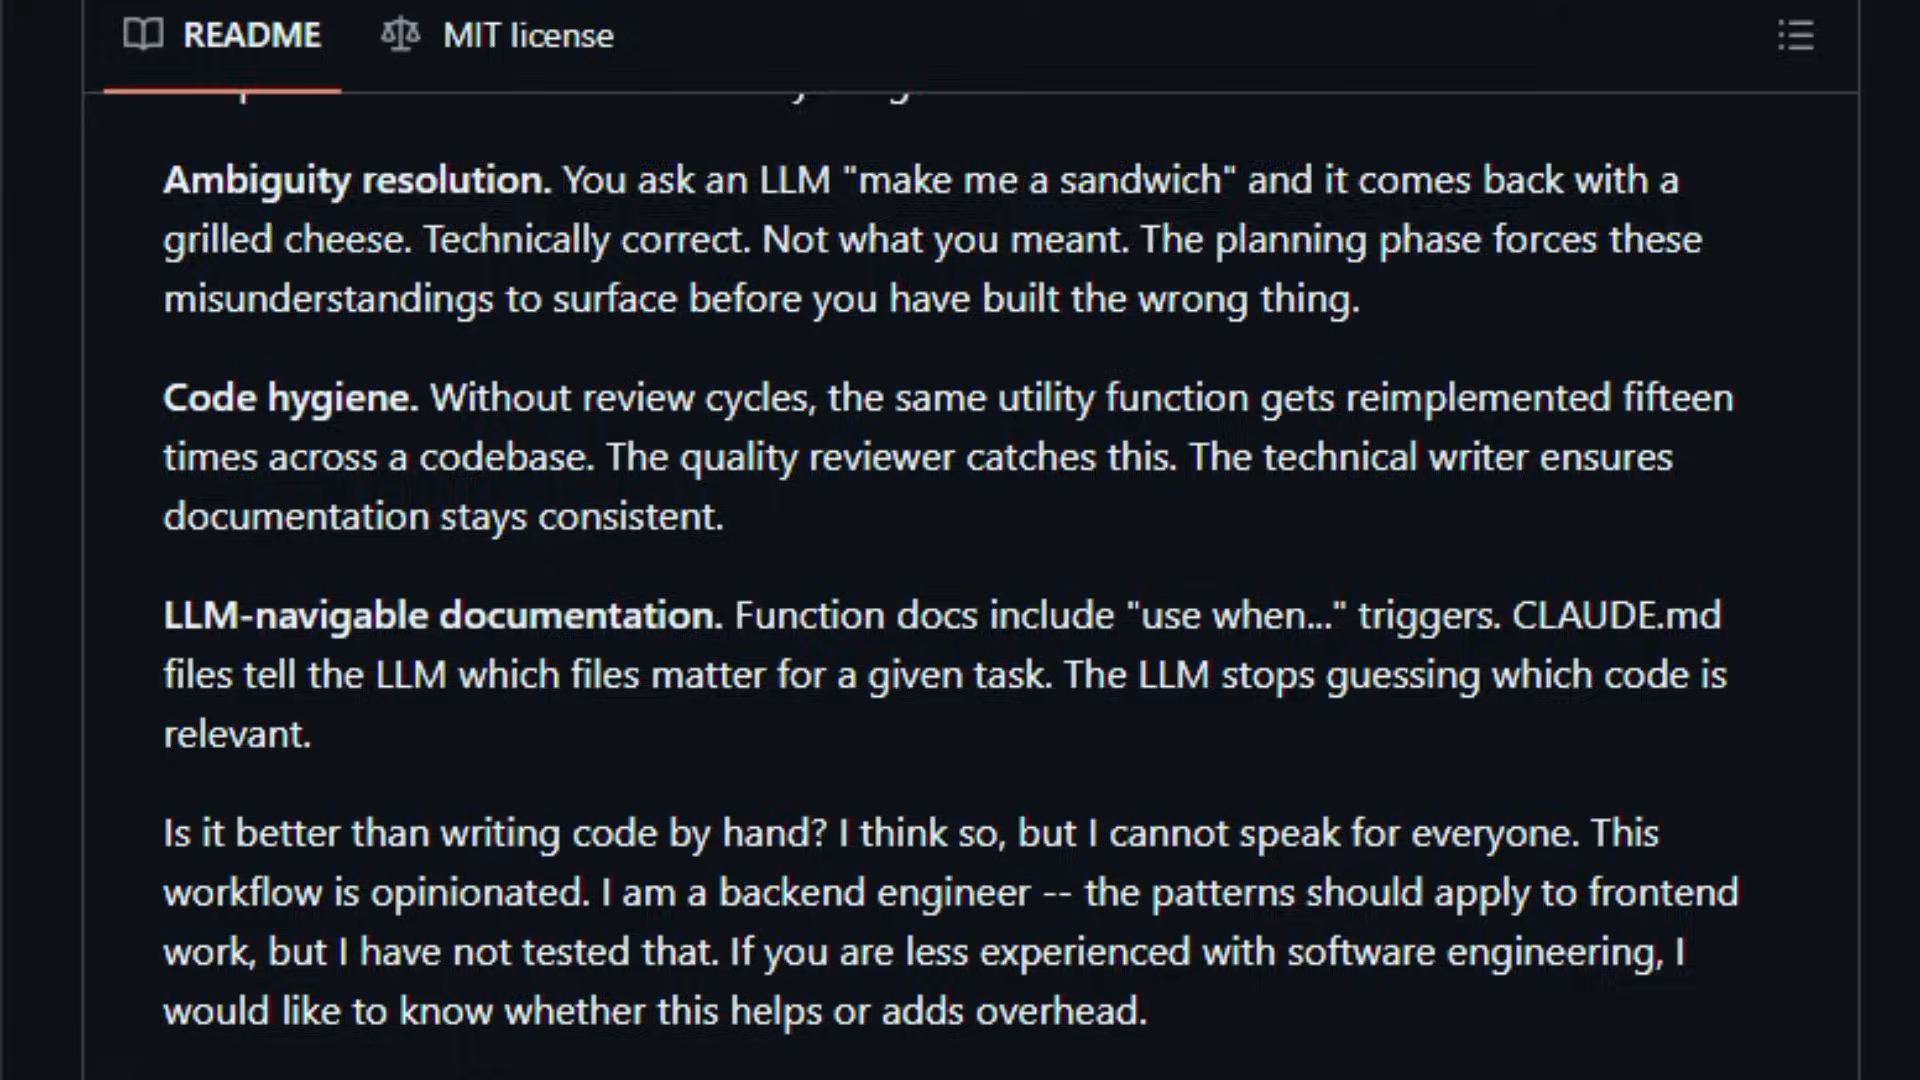 README MIT license
Ambiguity resolution. You ask an LLM "make me a sandwich" and it comes back with a
grilled cheese. Technically correct. Not what you meant. The planning phase forces these
misunderstandings to surface before you have built the wrong thing.
Code hygiene. Without review cycles, the same utility function gets reimplemented fifteen
times across a codebase. The quality reviewer catches this. The technical writer ensures
documentation stays consistent.
LLM-navigable documentation. Function docs include "use when..." triggers. CLAUDE.md
files tell the LLM which files matter for a given task. The LLM stops guessing which code is
relevant.
Is it better than writing code by hand? I think so, but I cannot speak for everyone. This
workflow is opinionated. I am a backend engineer -- the patterns should apply to frontend
work, but I have not tested that. If you are less experienced with software engineering, I
would like to know whether this helps or adds overhead.